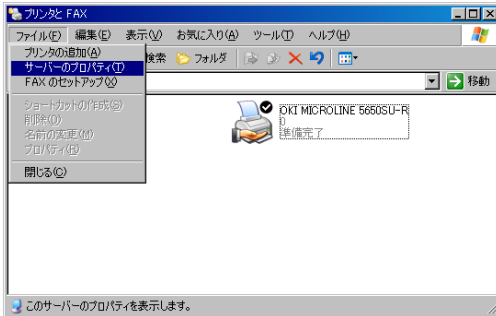 プリンタと FAX
ファイル(F) 編集(E) 表示(V) お気に入り(A) ツール(T) ヘルプ(H)
プリンタの追加(A)
サーバーのプロパティ(T)
FAX のセットアップ(X)
検索 フォルダ
移動
ショートカットの作成(S)
削除(D)
名前の変更(M)
プロパティ(R)
閉じる(C)
OKI MICROLINE 5650SU-R
0
準備完了
このサーバーのプロパティを表示します。